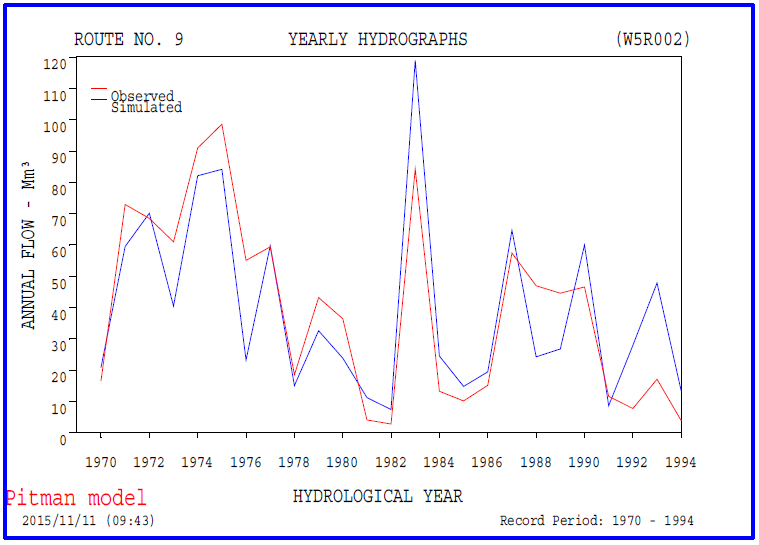 ROUTE NO. 9 YEARLY HYDROGRAPHS (W5R002)
120
Observed
Simulated
110
100
90
80
70
60
50
40
30
20
10
0
ANNUAL FLOW - Mm³
1970 1972 1974 1976 1978 1980 1982 1984 1986 1988 1990 1992 1994
Pitman model HYDROLOGICAL YEAR
2015/11/11 (09:43) Record Period: 1970 - 1994